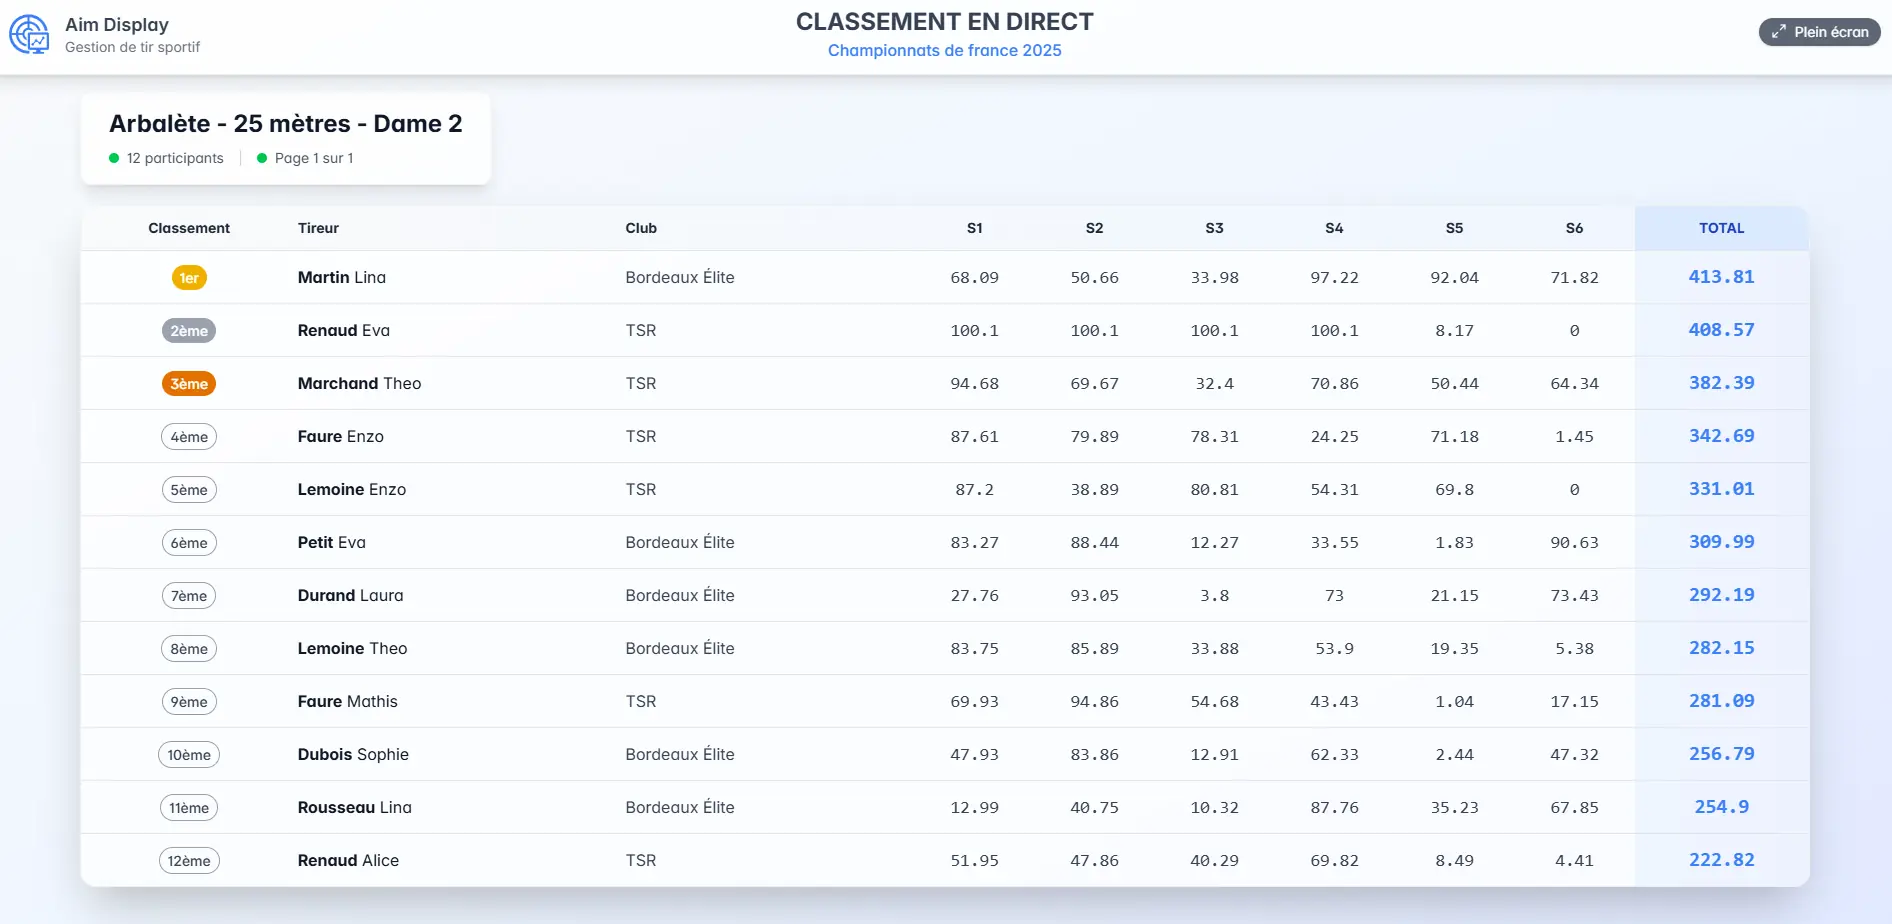 Aim Display
Gestion de tir sportif
CLASSEMENT EN DIRECT
Championnats de france 2025
Plein écran
Arbalète - 25 mètres - Dame 2
12 participants Page 1 sur 1
Classement Tireur Club S1 S2 S3 S4 S5 S6 TOTAL
1er Martin Lina Bordeaux Élite 68.09 50.66 33.98 97.22 92.04 71.82 413.81
2ème Renaud Eva TSR 100.1 100.1 100.1 100.1 8.17 0 408.57
3ème Marchand Theo TSR 94.68 69.67 32.4 70.86 50.44 64.34 382.39
4ème Faure Enzo TSR 87.61 79.89 78.31 24.25 71.18 1.45 342.69
5ème Lemoine Enzo TSR 87.2 38.89 80.81 54.31 69.8 0 331.01
6ème Petit Eva Bordeaux Élite 83.27 88.44 12.27 33.55 1.83 90.63 309.99
7ème Durand Laura Bordeaux Élite 27.76 93.05 3.8 73 21.15 73.43 292.19
8ème Lemoine Theo Bordeaux Élite 83.75 85.89 33.88 53.9 19.35 5.38 282.15
9ème Faure Mathis TSR 69.93 94.86 54.68 43.43 1.04 17.15 281.09
10ème Dubois Sophie Bordeaux Élite 47.93 83.86 12.91 62.33 2.44 47.32 256.79
11ème Rousseau Lina Bordeaux Élite 12.99 40.75 10.32 87.76 35.23 67.85 254.9
12ème Renaud Alice TSR 51.95 47.86 40.29 69.82 8.49 4.41 222.82